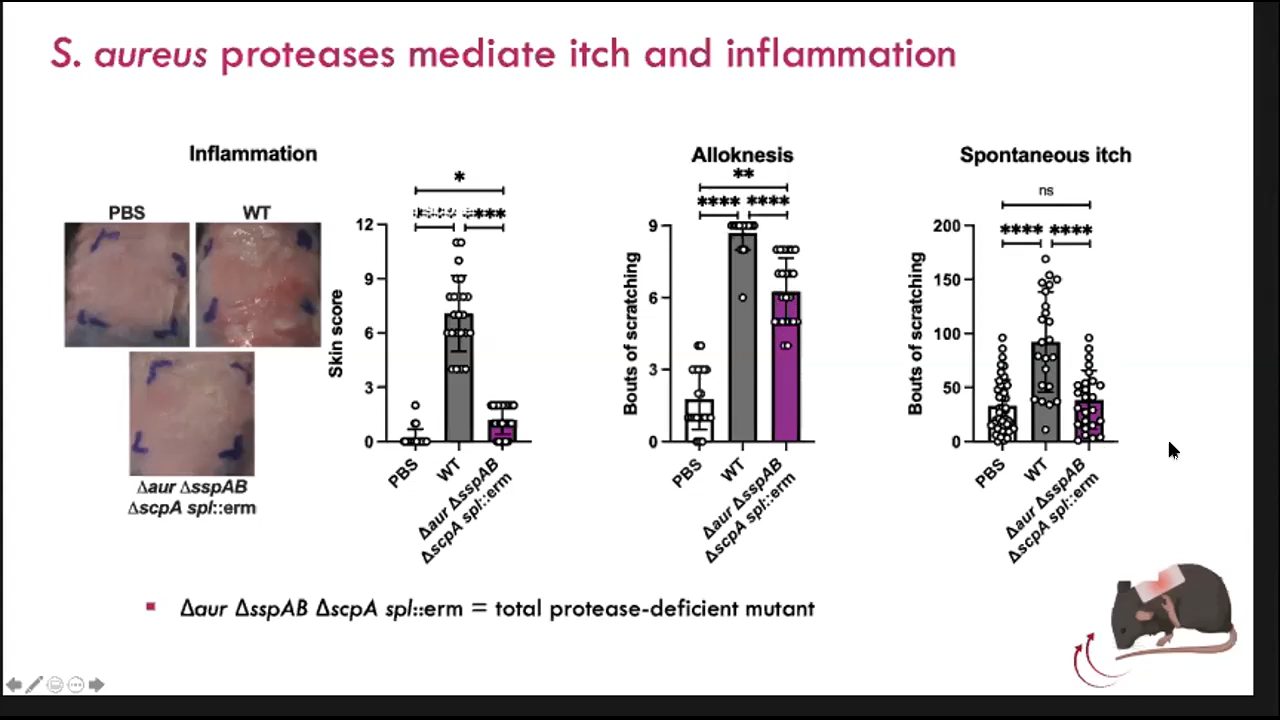 S. aureus proteases mediate itch and inflammation
Inflammation
PBS
WT
Δaur ΔsspAB
ΔscpA spl::erm
*
**** ****
Skin score
12
9
6
3
0
PBS
WT
Δaur ΔsspAB
ΔscpA spl::erm
Alloknesis
**
**** ****
Bouts of scratching
9
6
3
0
PBS
WT
Δaur ΔsspAB
ΔscpA spl::erm
Spontaneous itch
ns
**** ****
Bouts of scratching
200
150
100
50
0
PBS
WT
Δaur ΔsspAB
ΔscpA spl::erm
▪ Δaur ΔsspAB ΔscpA spl::erm = total protease-deficient mutant